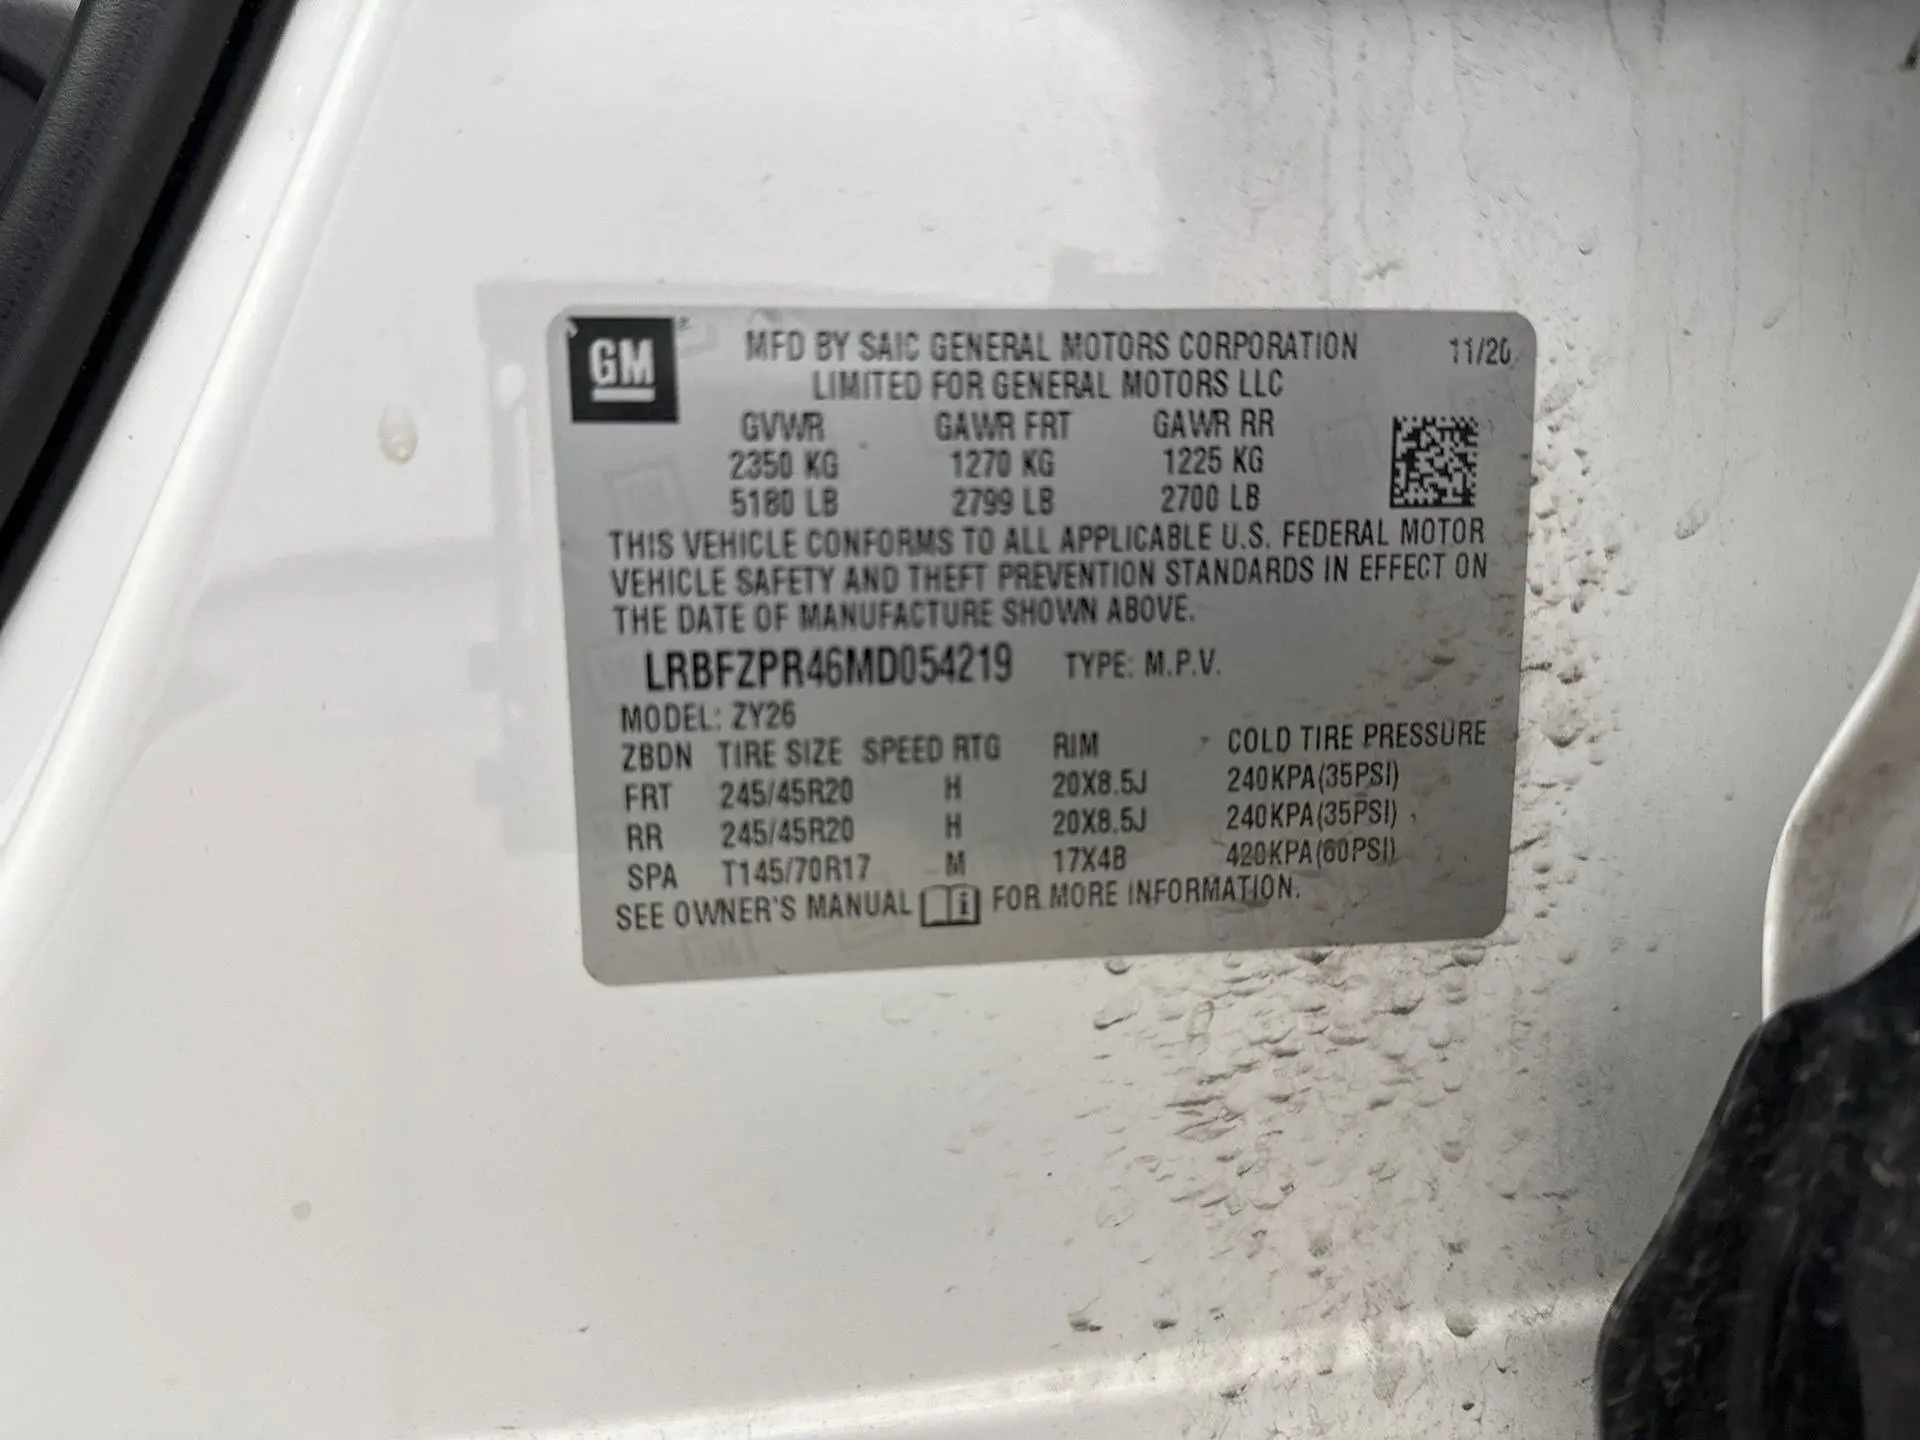 GM
MFD BY SAIC GENERAL MOTORS CORPORATION 11/20
LIMITED FOR GENERAL MOTORS LLC
GVWR GAWR FRT GAWR RR
2350 KG 1270 KG 1225 KG
5180 LB 2799 LB 2700 LB
THIS VEHICLE CONFORMS TO ALL APPLICABLE U.S. FEDERAL MOTOR
VEHICLE SAFETY AND THEFT PREVENTION STANDARDS IN EFFECT ON
THE DATE OF MANUFACTURE SHOWN ABOVE.
LRBFZPR46MD054219 TYPE: M.P.V.
MODEL: ZY26
ZBDN TIRE SIZE SPEED RTG RIM COLD TIRE PRESSURE
FRT 245/45R20 H 20X8.5J 240KPA(35PSI)
RR 245/45R20 H 20X8.5J 240KPA(35PSI)
SPA T145/70R17 M 17X4B 420KPA(60PSI)
SEE OWNER'S MANUAL i FOR MORE INFORMATION.